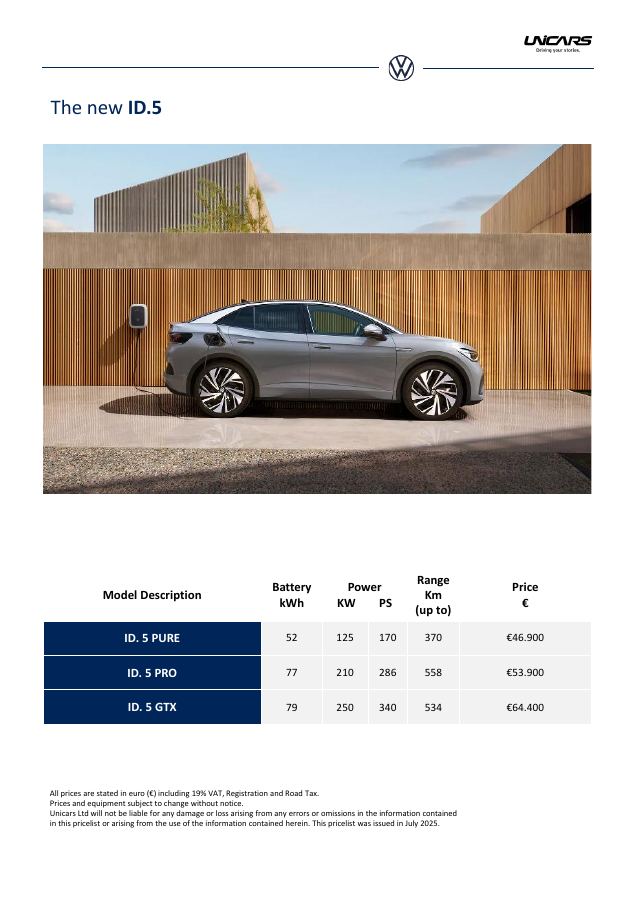 UNICARS
Driving your stories.
The new ID.5
Model Description Battery kWh Power KW PS Range Km (up to) Price €
ID. 5 PURE 52 125 170 370 €46.900
ID. 5 PRO 77 210 286 558 €53.900
ID. 5 GTX 79 250 340 534 €64.400
All prices are stated in euro (€) including 19% VAT, Registration and Road Tax.
Prices and equipment subject to change without notice.
Unicars Ltd will not be liable for any damage or loss arising from any errors or omissions in the information contained
in this pricelist or arising from the use of the information contained herein. This pricelist was issued in July 2025.